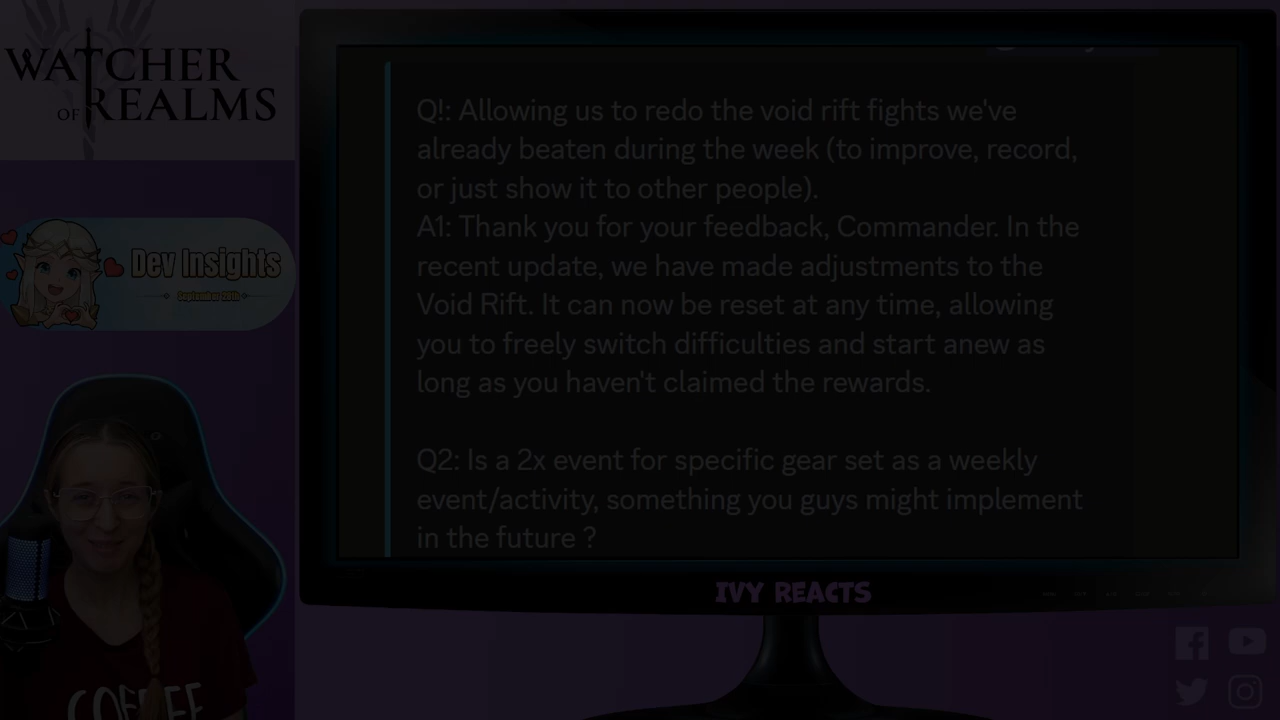 WATCHER
OF REALMS
Dev Insights
September 20th
COFFEE
Q!: Allowing us to redo the void rift fights we've
already beaten during the week (to improve, record,
or just show it to other people).
A1: Thank you for your feedback, Commander. In the
recent update, we have made adjustments to the
Void Rift. It can now be reset at any time, allowing
you to freely switch difficulties and start anew as
long as you haven't claimed the rewards.
Q2: Is a 2x event for specific gear set as a weekly
event/activity, something you guys might implement
in the future ?
IVY REACTS